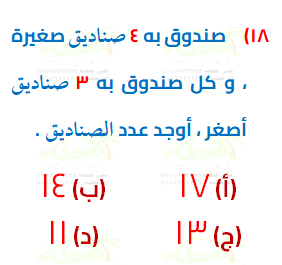 ١٨) صندوق به ٤ صناديق صغيرة
، و كل صندوق به ٣ صناديق
أصغر ، أوجد عدد الصناديق .
(أ) ١٧ (ب) ١٤
(ج) ١٣ (د) ١١